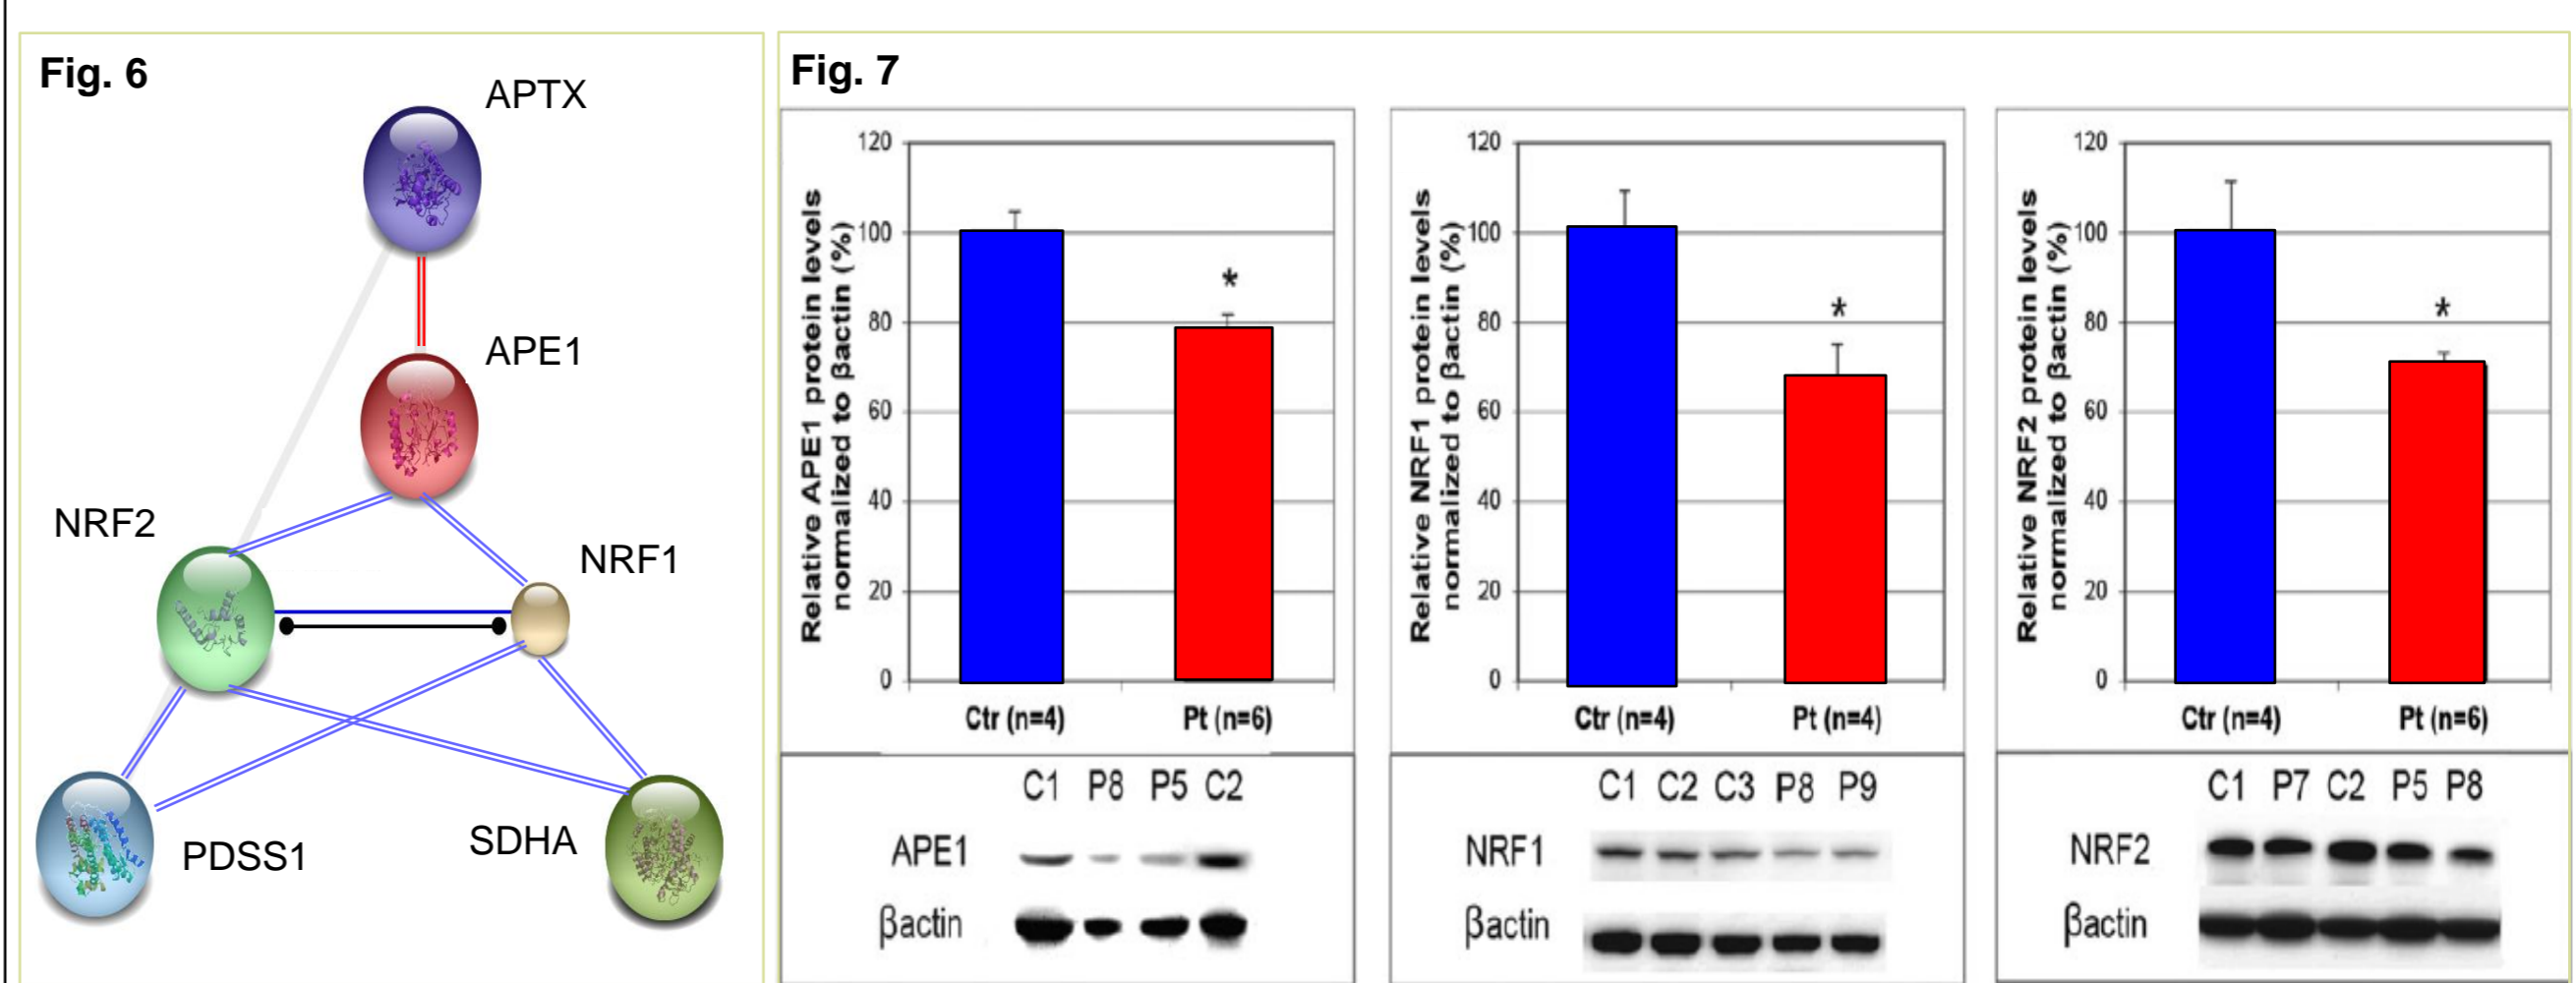 Fig. 6
APTX
APE1
NRF2
NRF1
PDSS1
SDHA
Fig. 7
Relative APE1 protein levels
normalized to βactin (%)
120
100
80
60
40
20
0
*
Ctr (n=4) Pt (n=6)
C1 P8 P5 C2
APE1
βactin
Relative NRF1 protein levels
normalized to βactin (%)
120
100
80
60
40
20
0
*
Ctr (n=4) Pt (n=4)
C1 C2 C3 P8 P9
NRF1
βactin
Relative NRF2 protein levels
normalized to βactin (%)
120
100
80
60
40
20
0
*
Ctr (n=4) Pt (n=6)
C1 P7 C2 P5 P8
NRF2
βactin